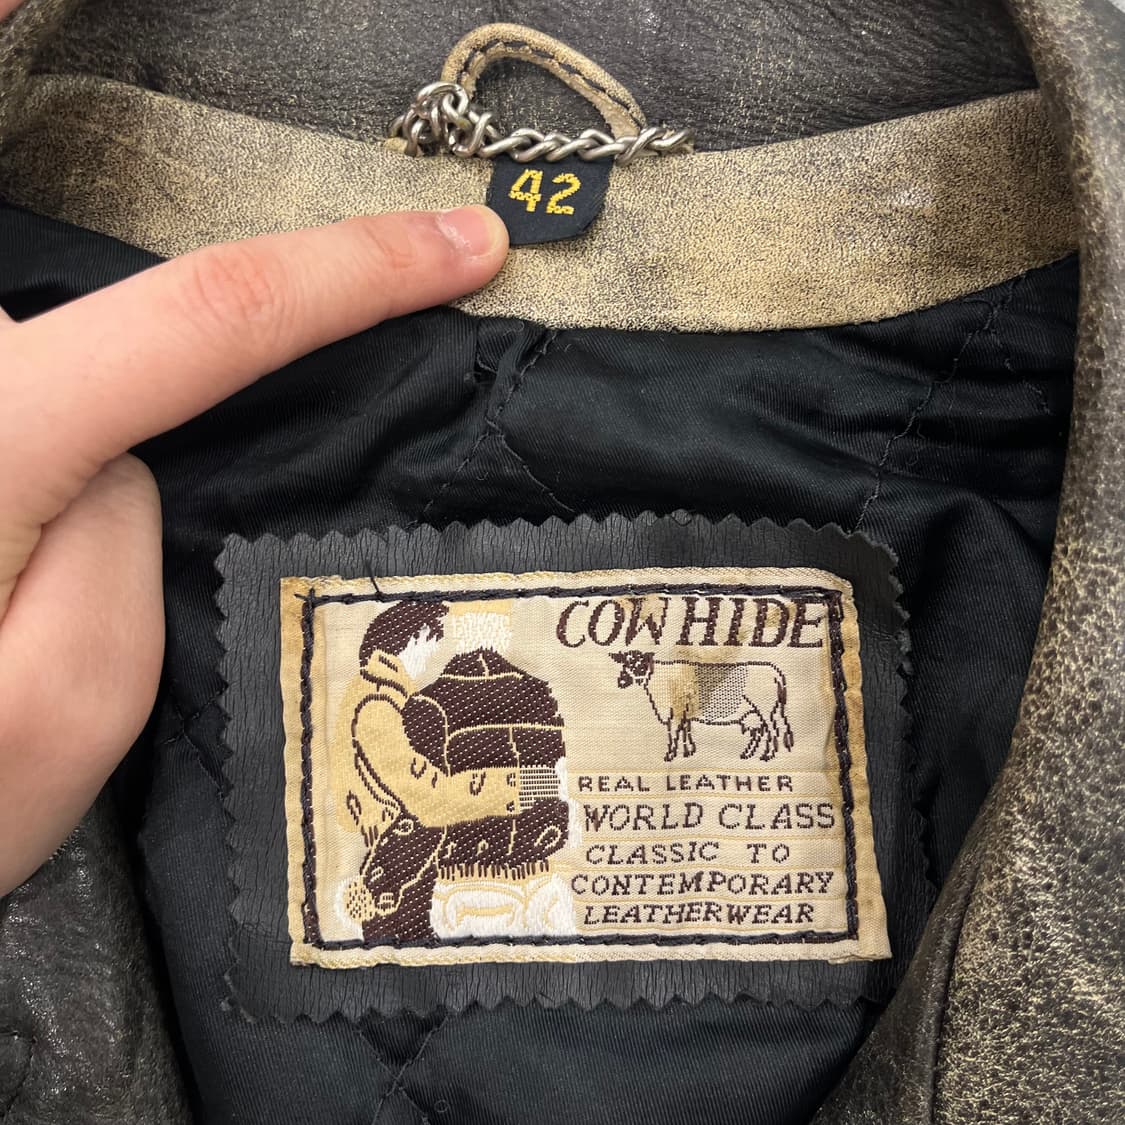 42
COW HIDE
REAL LEATHER
WORLD CLASS
CLASSIC TO
CONTEMPORARY
LEATHERWEAR